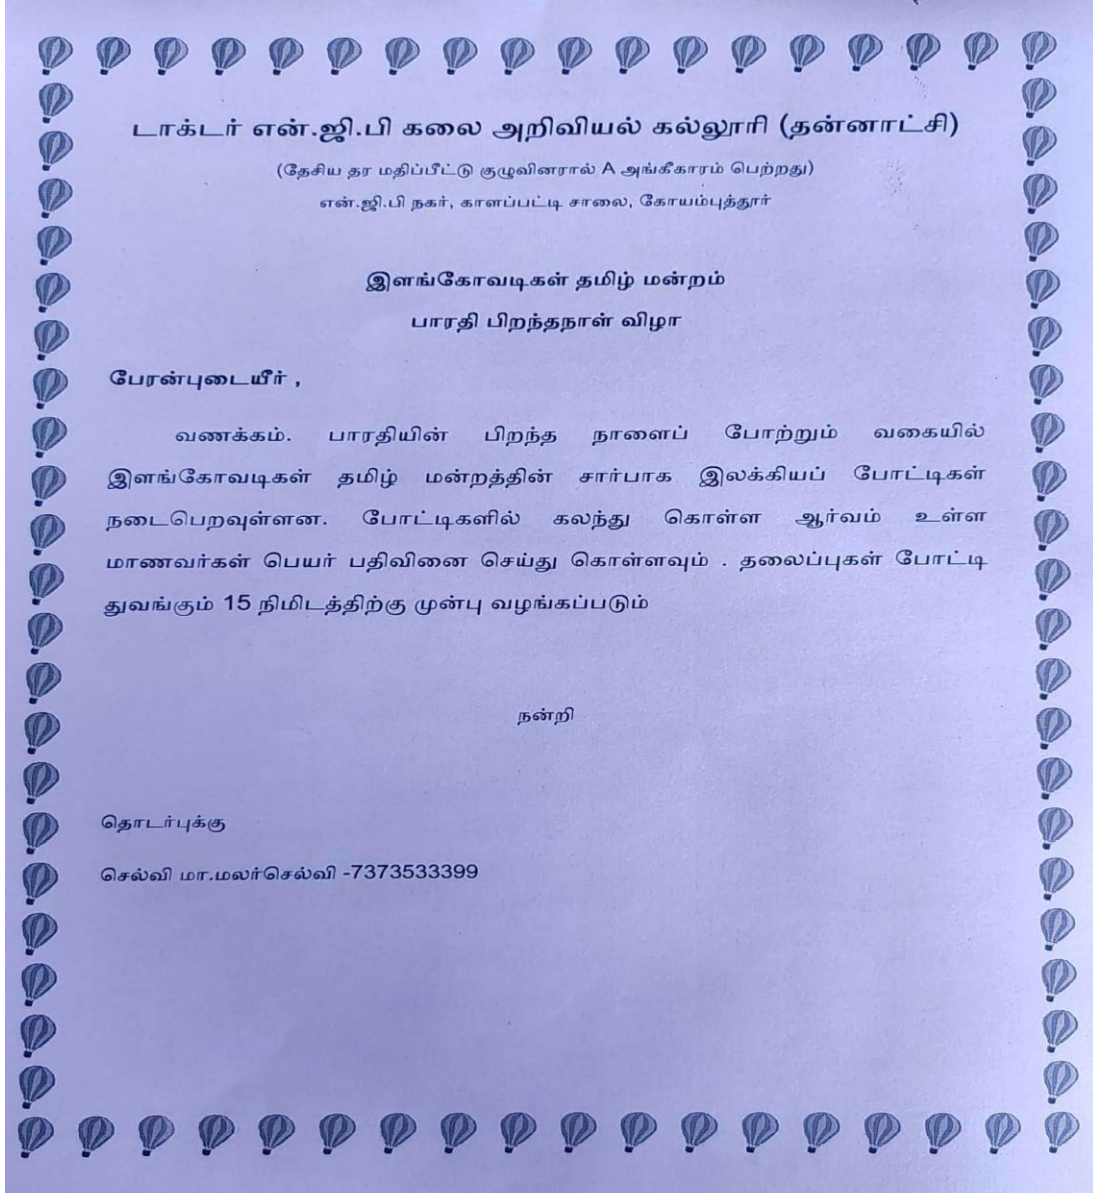 டாக்டர் என்.ஜி.பி கலை அறிவியல் கல்லூரி (தன்னாட்சி)
(தேசிய தர மதிப்பீட்டு குழுவினரால் A அங்கீகாரம் பெற்றது)
என்.ஜி.பி நகர், காளப்பட்டி சாலை, கோயம்புத்தூர்
இளங்கோவடிகள் தமிழ் மன்றம்
பாரதி பிறந்தநாள் விழா
பேரன்புடையீர் ,
வணக்கம். பாரதியின் பிறந்த நாளைப் போற்றும் வகையில்
இளங்கோவடிகள் தமிழ் மன்றத்தின் சார்பாக இலக்கியப் போட்டிகள்
நடைபெறவுள்ளன. போட்டிகளில் கலந்து கொள்ள ஆர்வம் உள்ள
மாணவர்கள் பெயர் பதிவினை செய்து கொள்ளவும் . தலைப்புகள் போட்டி
துவங்கும் 15 நிமிடத்திற்கு முன்பு வழங்கப்படும்
நன்றி
தொடர்புக்கு
செல்வி மா.மலர்செல்வி -7373533399